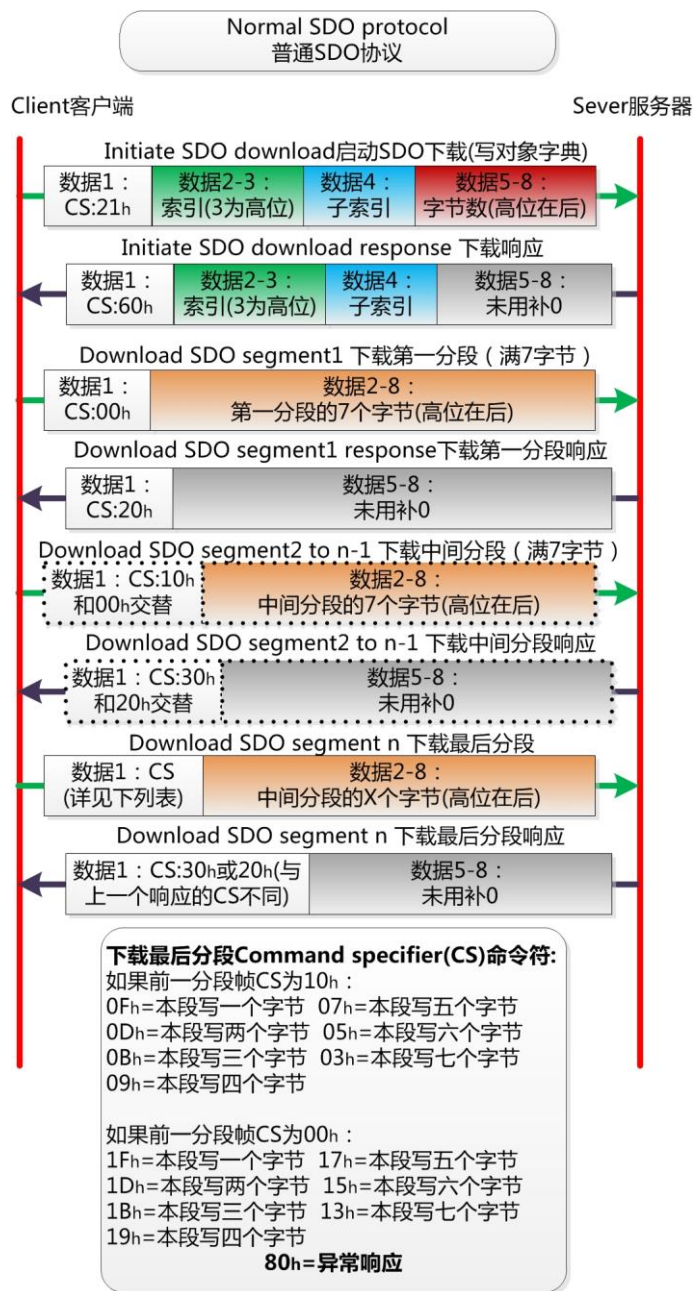 Normal SDO protocol
普通SDO协议
Client客户端
Sever服务器
Initiate SDO download启动SDO下载(写对象字典)
数据1：
CS:21h
数据2-3：
索引(3为高位)
数据4：
子索引
数据5-8：
字节数(高位在后)
Initiate SDO download response 下载响应
数据1：
CS:60h
数据2-3：
索引(3为高位)
数据4：
子索引
数据5-8：
未用补0
Download SDO segment1 下载第一分段（满7字节）
数据1：
CS:00h
数据2-8：
第一分段的7个字节(高位在后)
Download SDO segment1 response下载第一分段响应
数据1：
CS:20h
数据5-8：
未用补0
Download SDO segment2 to n-1 下载中间分段（满7字节）
数据1：CS:10h
和00h交替
数据2-8：
中间分段的7个字节(高位在后)
Download SDO segment2 to n-1 下载中间分段响应
数据1：CS:30h
和20h交替
数据5-8：
未用补0
Download SDO segment n 下载最后分段
数据1：CS
(详见下列表)
数据2-8：
中间分段的X个字节(高位在后)
Download SDO segment n 下载最后分段响应
数据1：CS:30h或20h(与
上一个响应的CS不同)
数据5-8：
未用补0
下载最后分段Command specifier(CS)命令符:
如果前一分段帧CS为10h：
0Fh=本段写一个字节 07h=本段写五个字节
0Dh=本段写两个字节 05h=本段写六个字节
0Bh=本段写三个字节 03h=本段写七个字节
09h=本段写四个字节
如果前一分段帧CS为00h：
1Fh=本段写一个字节 17h=本段写五个字节
1Dh=本段写两个字节 15h=本段写六个字节
1Bh=本段写三个字节 13h=本段写七个字节
19h=本段写四个字节
80h=异常响应